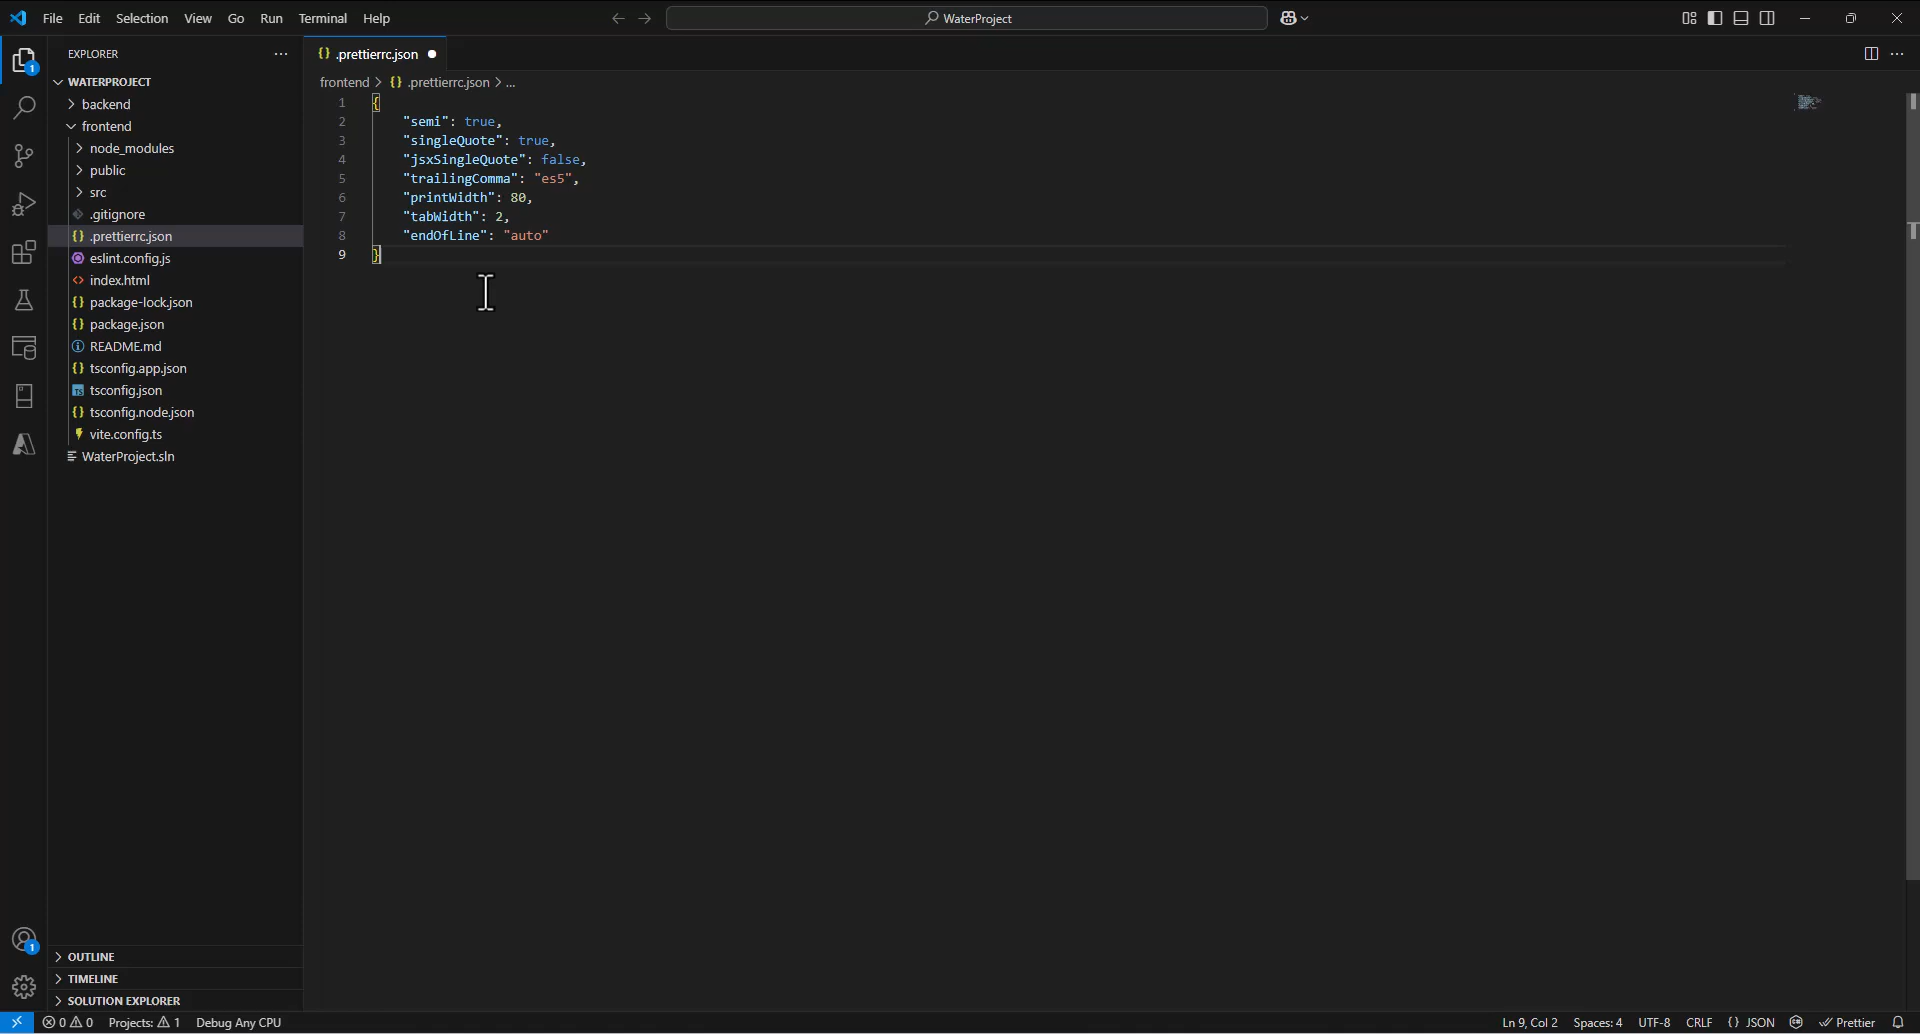 File Edit Selection View Go Run Terminal Help
WaterProject
EXPLORER
WATERPROJECT
backend
frontend
node_modules
public
src
.gitignore
.prettierrc.json
eslint.config.js
index.html
package-lock.json
package.json
README.md
tsconfig.app.json
tsconfig.json
tsconfig.node.json
vite.config.ts
WaterProject.sln
OUTLINE
TIMELINE
SOLUTION EXPLORER
1
1
.prettierrc.json
frontend > {} .prettierrc.json > ...
1 {
2 "semi": true,
3 "singleQuote": true,
4 "jsxSingleQuote": false,
5 "trailingComma": "es5",
6 "printWidth": 80,
7 "tabWidth": 2,
8 "endOfLine": "auto"
9 }
0 0 Projects: 1 Debug Any CPU
Ln 9, Col 2 Spaces: 4 UTF-8 CRLF {} JSON Prettier